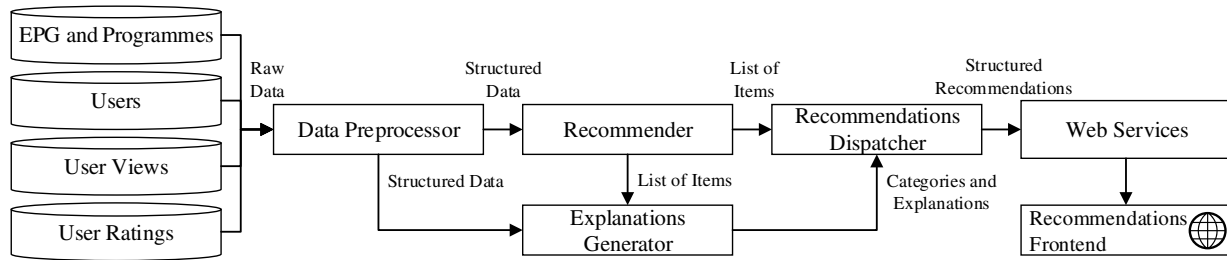 EPG and Programmes
Users
User Views
User Ratings
Raw
Data
Data Preprocessor
Structured
Data
Structured Data
Recommender
List of Items
Explanations
Generator
List of
Items
Recommendations
Dispatcher
Categories and
Explanations
Structured
Recommendations
Web Services
Recommendations
Frontend